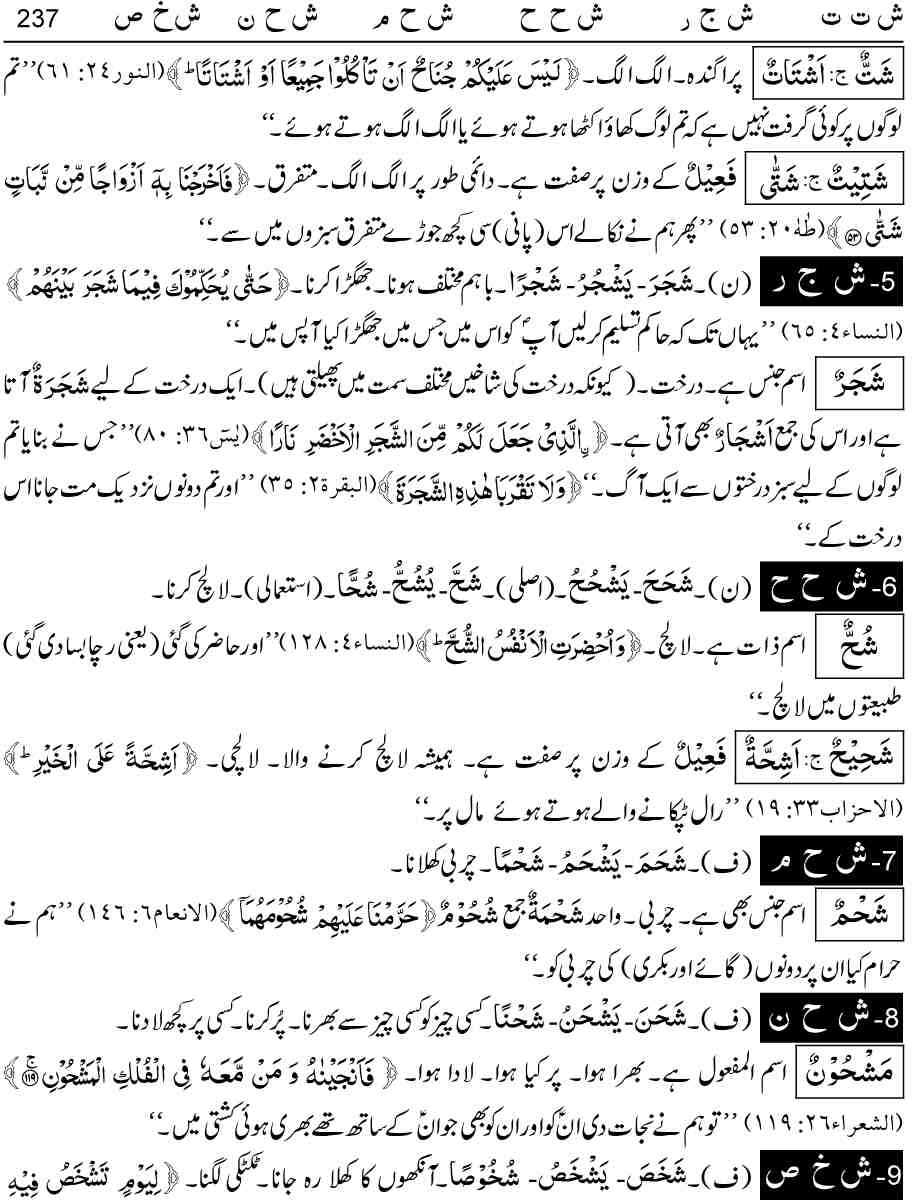 ش ت ت ش ج ر ش ح ح ش ح م ش ح ن ش خ ص 237
شَتٌّ ج: اَشْتَاتٌ پراگندہ۔ الگ الگ۔ ﴿لَیْسَ عَلَیْکُمْ جُنَاحٌ اَنْ تَاْکُلُوْا جَمِیْعًا اَوْ اَشْتَاتًا ؕ﴾ (النور۲۴: ۶۱) ’’تم
لوگوں پر کوئی گرفت نہیں ہے کہ تم لوگ کھاؤ اکٹھا ہوتے ہوئے یا الگ الگ ہوتے ہوئے۔‘‘
شَتِیْتٌ ج: شَتّٰی فَعِیْلٌ کے وزن پر صفت ہے۔ دائمی طور پر الگ الگ۔ متفرق۔ ﴿فَاَخْرَجْنَا بِہٖۤ اَزْوَاجًا مِّنْ نَّبَاتٍ
شَتّٰی ﴿۵۳﴾﴾ (طٰہٰ۲۰: ۵۳) ’’پھر ہم نے نکالے اس (پانی) سی کچھ جوڑے متفرق سبزوں میں سے۔‘‘
5- ش ج ر (ن)۔ شَجَرَ- یَشْجُرُ- شَجْرًا۔ باہم مختلف ہونا۔ جھگڑا کرنا۔ ﴿حَتّٰی یُحَکِّمُوْكَ فِیْمَا شَجَرَ بَیْنَھُمْ﴾
(النساء۴: ۶۵) ’’یہاں تک کہ حاکم تسلیم کرلیں آپؐ کو اس میں جس میں جھگڑا کیا آپس میں۔‘‘
شَجَرٌ اسم جنس ہے۔ درخت۔ (کیونکہ درخت کی شاخیں مختلف سمت میں پھیلتی ہیں)۔ ایک درخت کے لیے شَجَرَۃٌ آتا
ہے اور اس کی جمع اَشْجَارٌ بھی آتی ہے۔ ﴿ۣالَّذِیْ جَعَلَ لَکُمْ مِّنَ الشَّجَرِ الْاَخْضَرِ نَارًا﴾ (یٰسٓ۳۶: ۸۰) ’’جس نے بنایا تم
لوگوں کے لیے سبز درختوں سے ایک آگ۔‘‘ ﴿وَلَا تَقْرَبَا ھٰذِہِ الشَّجَرَۃَ﴾ (البقرۃ۲: ۳۵) ’’اور تم دونوں نزدیک مت جانا اس
درخت کے۔‘‘
6- ش ح ح (ن)۔ شَحَحَ- یَشْحُحُ۔ (اصلی)۔ شَحَّ- یُشُحُّ- شُحًّا۔ (استعمالی)۔ لالچ کرنا۔
شُحٌّ اسم ذات ہے۔ لالچ۔ ﴿وَاُحْضِرَتِ الْاَنْفُسُ الشُّحَّ ؕ﴾ (النساء۴: ۱۲۸) ’’اور حاضر کی گئی (یعنی رچا بسا دی گئی)
طبیعتوں میں لالچ۔‘‘
شَحِیْحٌ ج: اَشِحَّۃٌ فَعِیْلٌ کے وزن پر صفت ہے۔ ہمیشہ لالچ کرنے والا۔ لالچی۔ ﴿اَشِحَّۃً عَلَی الْخَیْرِ ؕ﴾
(الاحزاب۳۳: ۱۹) ’’رال ٹپکانے والے ہوتے ہوئے مال پر۔‘‘
7- ش ح م (ف)۔ شَحَمَ- یَشْحَمُ- شَحْمًا۔ چربی کھلانا۔
شَحْمٌ اسم جنس بھی ہے۔ چربی۔ واحد شَحْمَۃٌ جمع شُحُوْمٌ ﴿حَرَّمْنَا عَلَیْھِمْ شُحُوْمَھُمَاۤ﴾ (الانعام۶: ۱۴۶) ’’ہم نے
حرام کیا ان پر دونوں (گائے اور بکری) کی چربی کو۔‘‘
8- ش ح ن (ف)۔ شَحَنَ- یَشْحَنُ- شَحْنًا۔ کسی چیز کو کسی چیز سے بھرنا۔ پُر کرنا۔ کسی پر کچھ لادنا۔
مَشْحُوْنٌ اسم المفعول ہے۔ بھرا ہوا۔ پر کیا ہوا۔ لادا ہوا۔ ﴿فَاَنْجَیْنٰہُ وَ مَنْ مَّعَہٗ فِی الْفُلْكِ الْمَشْحُوْنِ ﴿۱۱۹﴾ۚ﴾
(الشعراء۲۶: ۱۱۹) ’’تو ہم نے نجات دی انؑ کو اور ان کو بھی جو انؑ کے ساتھ تھے بھری ہوئی کشتی میں۔‘‘
9- ش خ ص (ف)۔ شَخَصَ- یَشْخَصُ- شُخُوْصًا۔ آنکھوں کا کھلا رہ جانا۔ ٹکٹکی لگنا۔ ﴿لِیَوْمٍ تَشْخَصُ فِیْہِ